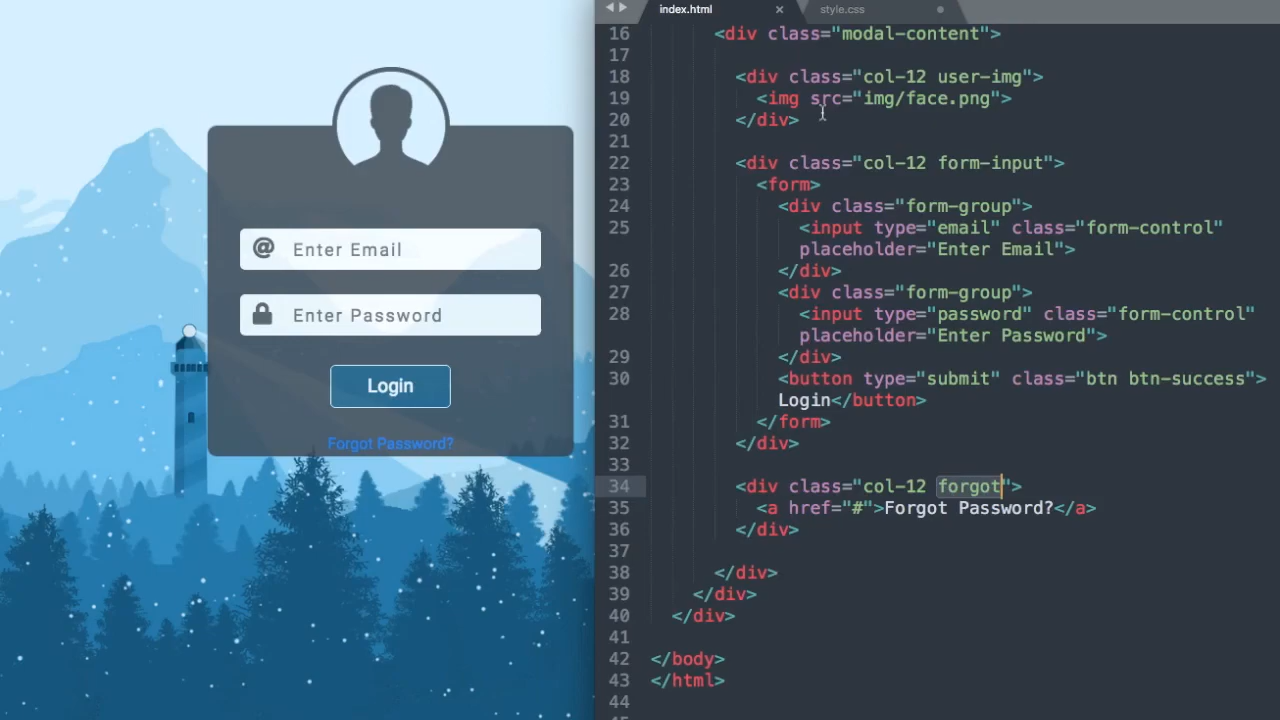 @ Enter Email
Enter Password
Login
Forgot Password?
index.html × style.css
16 <div class="modal-content">
17
18 <div class="col-12 user-img">
19 <img src="img/face.png">
20 </div>
21
22 <div class="col-12 form-input">
23 <form>
24 <div class="form-group">
25 <input type="email" class="form-control"
placeholder="Enter Email">
26 </div>
27 <div class="form-group">
28 <input type="password" class="form-control"
placeholder="Enter Password">
29 </div>
30 <button type="submit" class="btn btn-success">
Login</button>
31 </form>
32 </div>
33
34 <div class="col-12 forgot">
35 <a href="#">Forgot Password?</a>
36 </div>
37
38 </div>
39 </div>
40 </div>
41
42 </body>
43 </html>
44